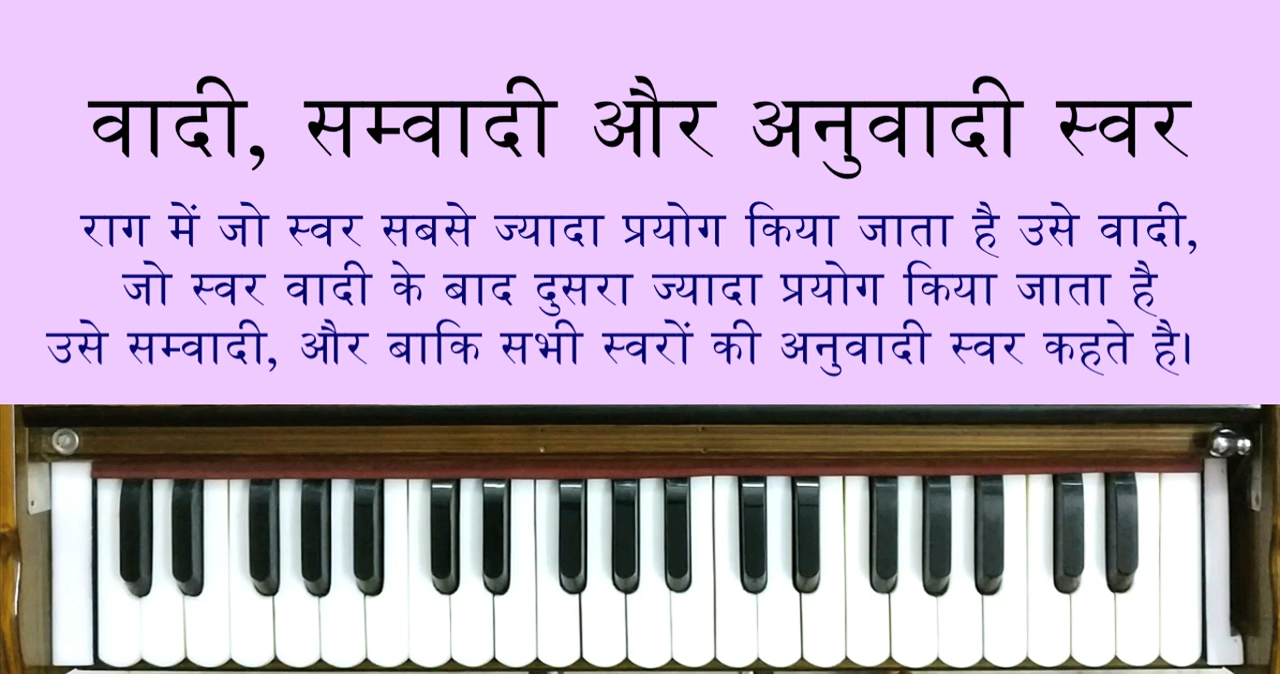 वादी, सम्वादी और अनुवादी स्वर
राग में जो स्वर सबसे ज्यादा प्रयोग किया जाता है उसे वादी,
जो स्वर वादी के बाद दुसरा ज्यादा प्रयोग किया जाता है
उसे सम्वादी, और बाकि सभी स्वरों की अनुवादी स्वर कहते है।